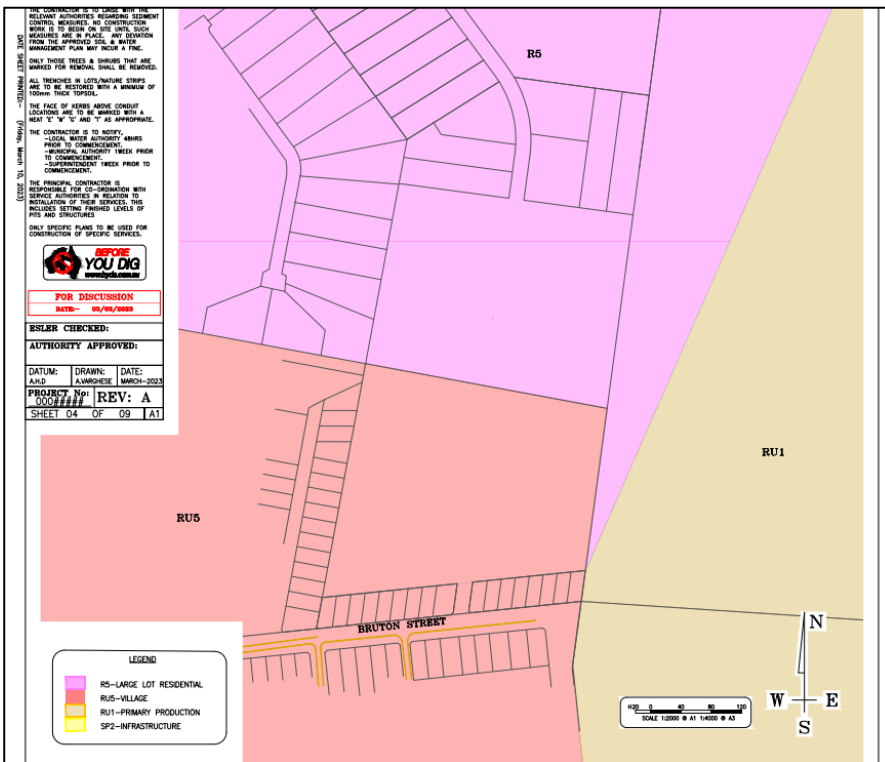 THE CONTRACTOR IS TO LIAISE WITH THE
RELEVANT AUTHORITIES REGARDING SEDIMENT
CONTROL MEASURES. NO CONSTRUCTION
WORK IS TO BEGIN ON SITE UNTIL SUCH
MEASURES ARE IN PLACE. ANY DEVIATION
FROM THE APPROVED SOIL & WATER
MANAGEMENT PLAN MAY INCUR A FINE.
ONLY THOSE TREES & SHRUBS THAT ARE
MARKED FOR REMOVAL SHALL BE REMOVED.
ALL TRENCHES IN LOTS/NATURE STRIPS
ARE TO BE RESTORED WITH A MINIMUM OF
100mm THICK TOPSOIL.
THE FACE OF KERBS ABOVE CONDUIT
LOCATIONS ARE TO BE MARKED WITH A
NEAT "E" "W" "G" AND "T" AS APPROPRIATE.
THE CONTRACTOR IS TO NOTIFY,
-LOCAL WATER AUTHORITY 48HRS
PRIOR TO COMMENCEMENT.
-MUNICIPAL AUTHORITY 1WEEK PRIOR
TO COMMENCEMENT.
-SUPERINTENDENT 1WEEK PRIOR TO
COMMENCEMENT.
THE PRINCIPAL CONTRACTOR IS
RESPONSIBLE FOR CO-ORDINATION WITH
SERVICE AUTHORITIES IN RELATION TO
INSTALLATION OF THEIR SERVICES. THIS
INCLUDES SETTING FINISHED LEVELS OF
PITS AND STRUCTURES
ONLY SPECIFIC PLANS TO BE USED FOR
CONSTRUCTION OF SPECIFIC SERVICES.
DATE SHEET PRINTED:- (Friday, March 10, 2023)
BEFORE
YOU DIG
www.byda.com.au
FOR DISCUSSION
DATE:- 03/03/2023
ESLER CHECKED:
AUTHORITY APPROVED:
DATUM: DRAWN: DATE:
A.H.D A.VARGHESE MARCH-2023
PROJECT No: REV: A
000#####
SHEET 04 OF 09 A1
R5
RU1
RU5
BRUTON STREET
LEGEND
R5-LARGE LOT RESIDENTIAL
RU5-VILLAGE
RU1-PRIMARY PRODUCTION
SP2-INFRASTRUCTURE
H20 0 40 80 120
SCALE 1:2000 @ A1 1:4000 @ A3
N
W E
S